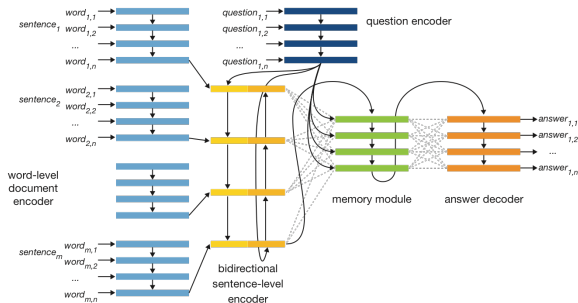 sentence1
word1,1
word1,2
...
word1,n
question1,1
question1,2
...
question1,n
question encoder
sentence2
word2,1
word2,2
...
word2,n
answer1,1
answer1,2
...
answer1,n
word-level
document
encoder
memory module
answer decoder
sentencem
wordm,1
wordm,2
...
wordm,n
bidirectional
sentence-level
encoder